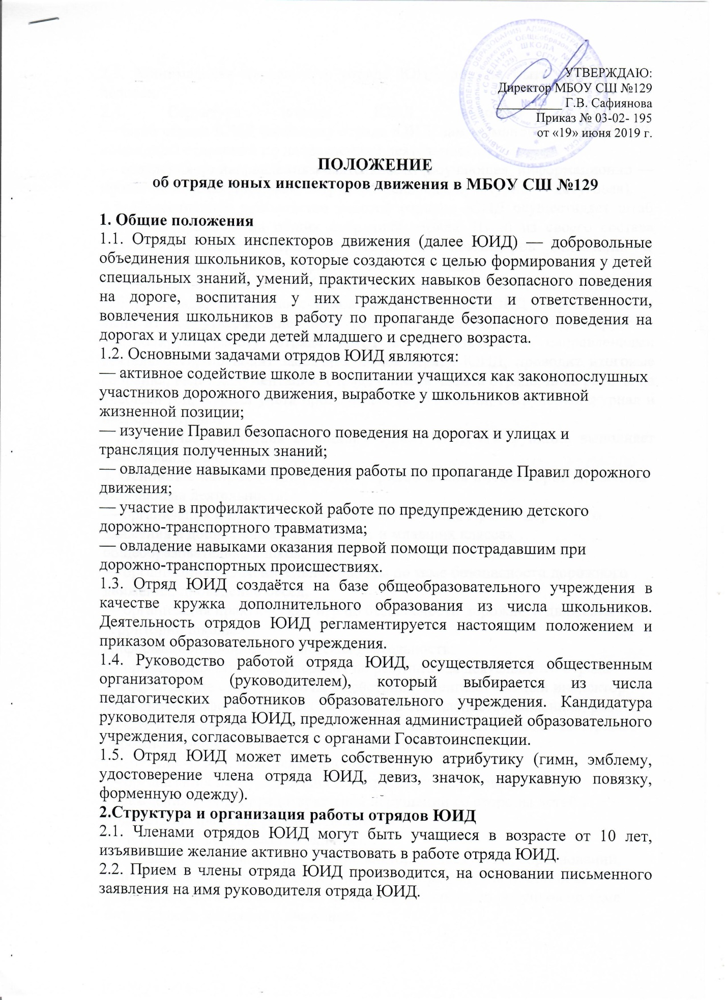 УТВЕРЖДАЮ:
Директор МБОУ СШ №129
__________ Г.В. Сафиянова
Приказ № 03-02- 195
от «19» июня 2019 г.
ПОЛОЖЕНИЕ
об отряде юных инспекторов движения в МБОУ СШ №129
1. Общие положения
1.1. Отряды юных инспекторов движения (далее ЮИД) — добровольные
объединения школьников, которые создаются с целью формирования у детей
специальных знаний, умений, практических навыков безопасного поведения
на дороге, воспитания у них гражданственности и ответственности,
вовлечения школьников в работу по пропаганде безопасного поведения на
дорогах и улицах среди детей младшего и среднего возраста.
1.2. Основными задачами отрядов ЮИД являются:
— активное содействие школе в воспитании учащихся как законопослушных
участников дорожного движения, выработке у школьников активной
жизненной позиции;
— изучение Правил безопасного поведения на дорогах и улицах и
трансляция полученных знаний;
— овладение навыками проведения работы по пропаганде Правил дорожного
движения;
— участие в профилактической работе по предупреждению детского
дорожно-транспортного травматизма;
— овладение навыками оказания первой помощи пострадавшим при
дорожно-транспортных происшествиях.
1.3. Отряд ЮИД создаётся на базе общеобразовательного учреждения в
качестве кружка дополнительного образования из числа школьников.
Деятельность отрядов ЮИД регламентируется настоящим положением и
приказом образовательного учреждения.
1.4. Руководство работой отряда ЮИД, осуществляется общественным
организатором (руководителем), который выбирается из числа
педагогических работников образовательного учреждения. Кандидатура
руководителя отряда ЮИД, предложенная администрацией образовательного
учреждения, согласовывается с органами Госавтоинспекции.
1.5. Отряд ЮИД может иметь собственную атрибутику (гимн, эмблему,
удостоверение члена отряда ЮИД, девиз, значок, нарукавную повязку,
форменную одежду).
2.Структура и организация работы отрядов ЮИД
2.1. Членами отрядов ЮИД могут быть учащиеся в возрасте от 10 лет,
изъявившие желание активно участвовать в работе отряда ЮИД.
2.2. Прием в члены отряда ЮИД производится, на основании письменного
заявления на имя руководителя отряда ЮИД.